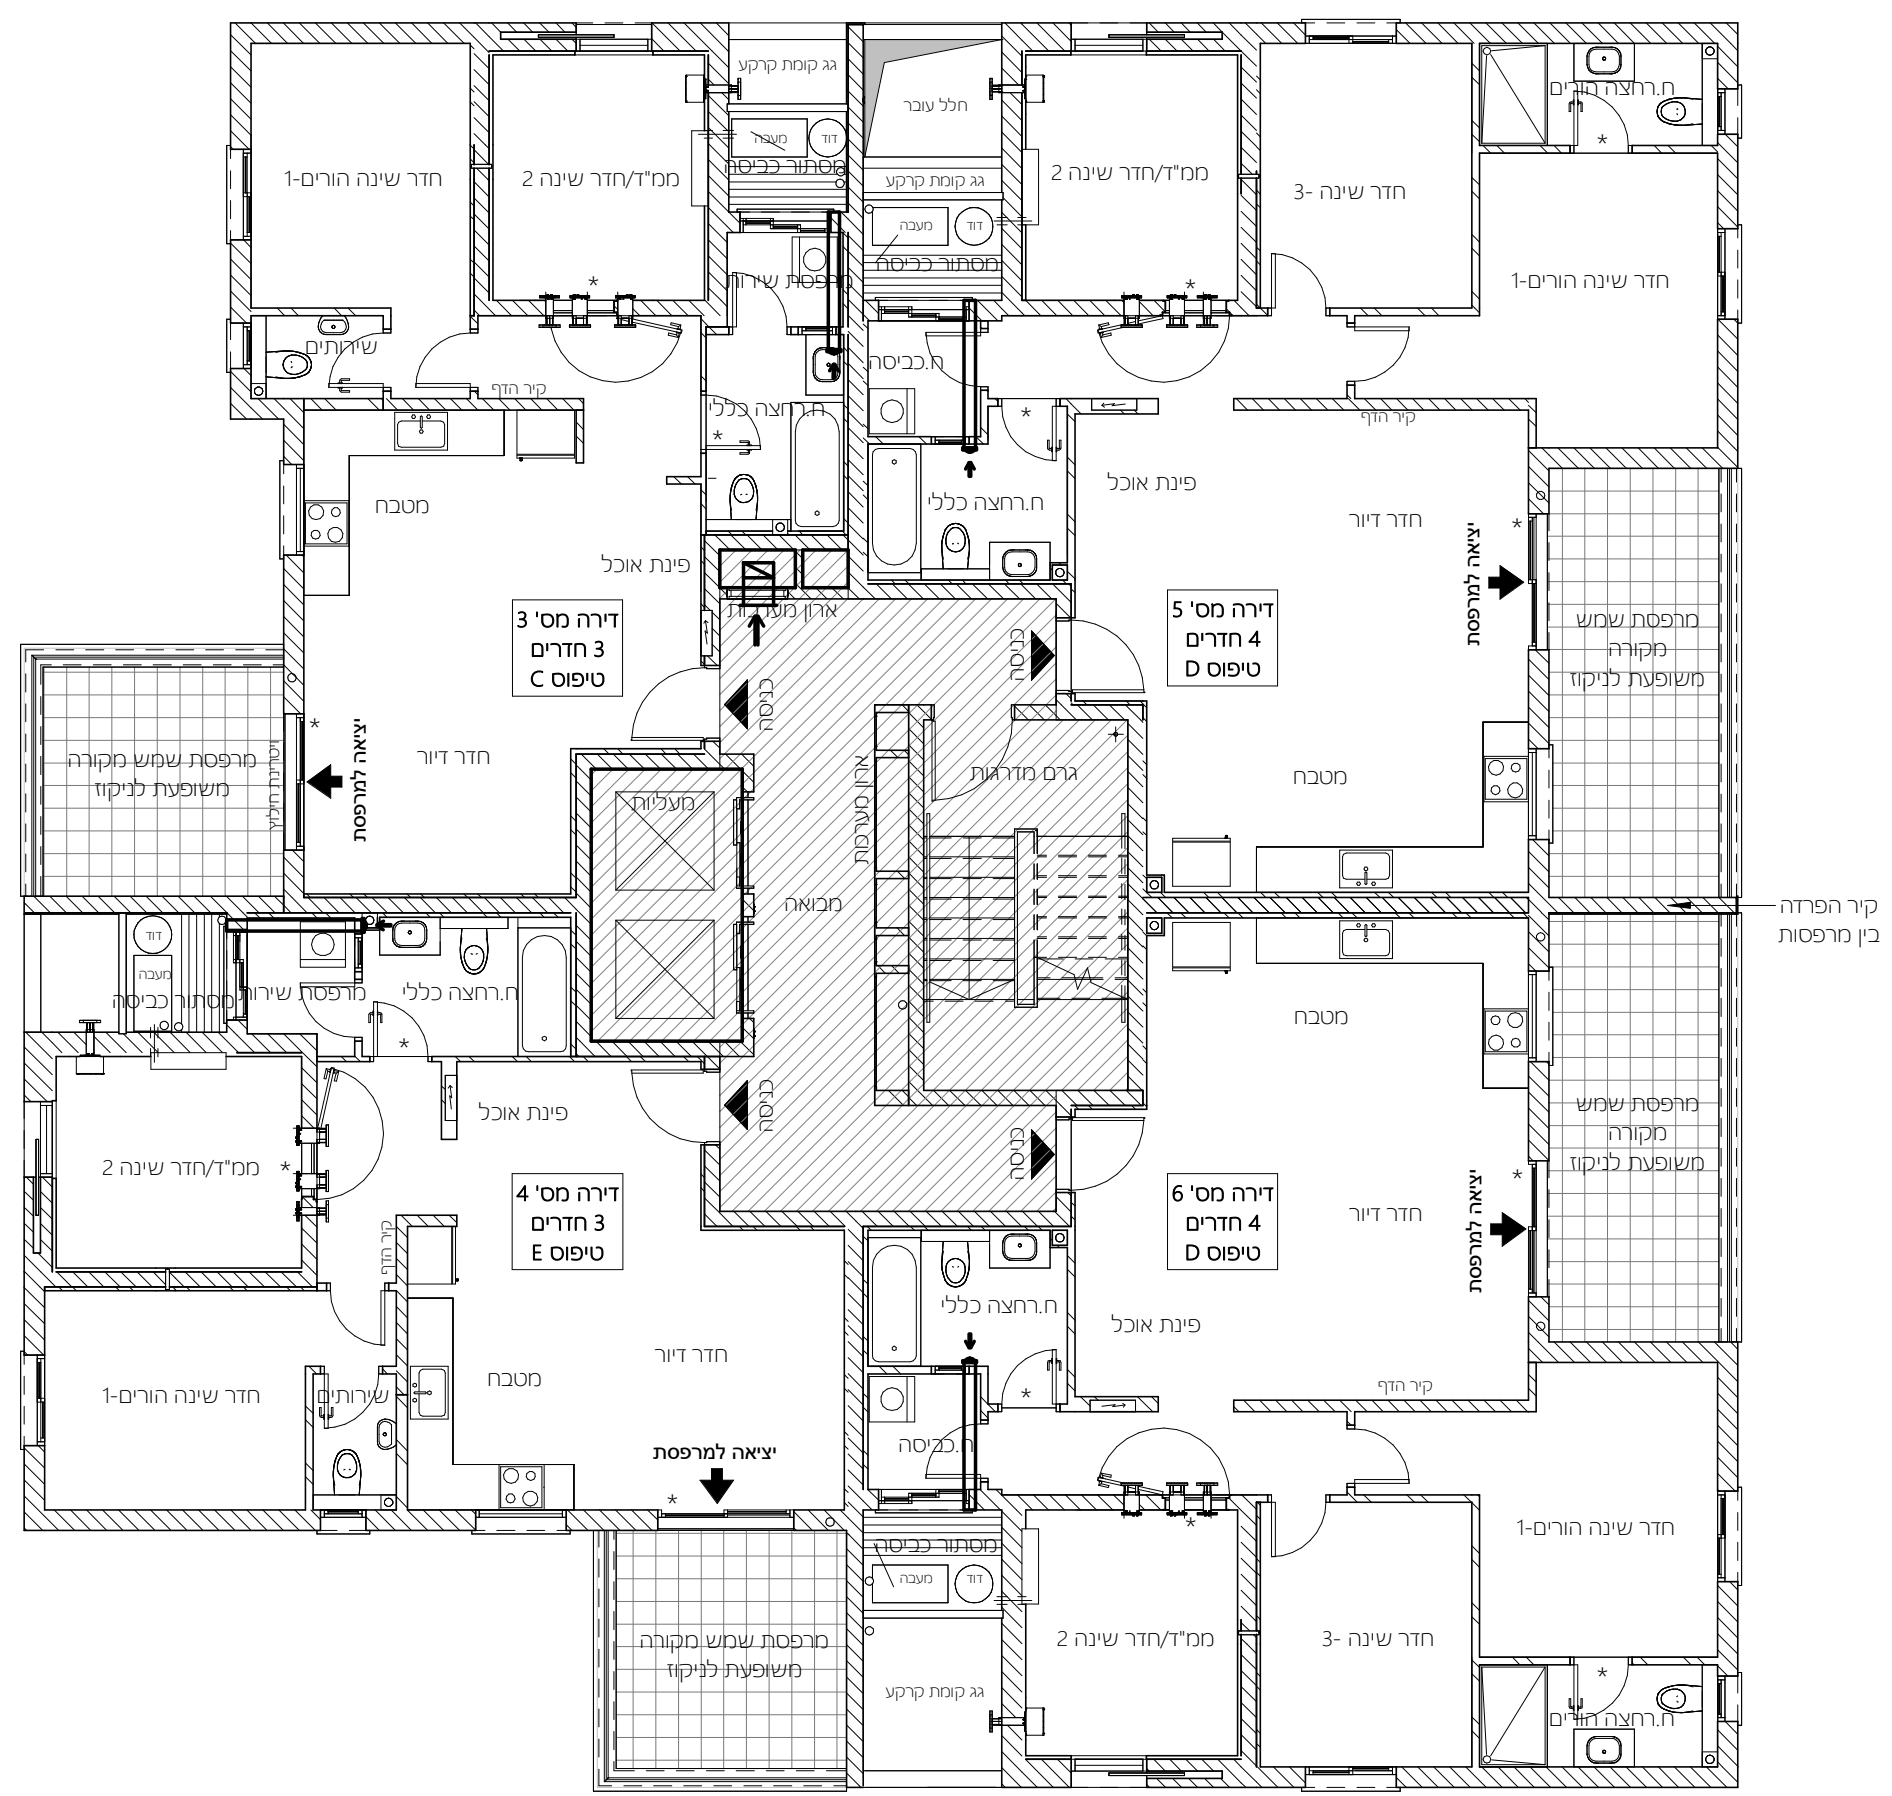 גג קומת קרקע
מעבה
דוד
מסתור כביסה
חדר שינה הורים-1
ממ"ד/חדר שינה 2
מרפסת שירות
שירותים
קיר הדף
ח.רחצה כללי
מטבח
פינת אוכל
ארון מערכות
דירה מס' 3
3 חדרים
טיפוס C
כניסה
חדר דיור
יציאה למרפסת
ויטרינת חילוץ
מרפסת שמש מקורה
משופעת לניקוז
חלל עובר
גג קומת קרקע
מעבה
דוד
מסתור כביסה
ממ"ד/חדר שינה 2
חדר שינה -3
ח.רחצה הורים
חדר שינה הורים-1
ח.כביסה
קיר הדף
ח.רחצה כללי
פינת אוכל
חדר דיור
יציאה למרפסת
דירה מס' 5
4 חדרים
טיפוס D
כניסה
מרפסת שמש
מקורה
משופעת לניקוז
מטבח
גרם מדרגות
ארון מערכות
מעליות
מבואה
קיר הפרדה
בין מרפסות
דוד
מעבה
מסתור כביסה
מרפסת שירות
ח.רחצה כללי
ממ"ד/חדר שינה 2
פינת אוכל
כניסה
דירה מס' 4
3 חדרים
טיפוס E
קיר הדף
חדר שינה הורים-1
שירותים
מטבח
חדר דיור
יציאה למרפסת
מרפסת שמש מקורה
משופעת לניקוז
מטבח
כניסה
דירה מס' 6
4 חדרים
טיפוס D
חדר דיור
יציאה למרפסת
מרפסת שמש
מקורה
משופעת לניקוז
ח.רחצה כללי
פינת אוכל
קיר הדף
ח.כביסה
חדר שינה הורים-1
מסתור כביסה
מעבה
דוד
ממ"ד/חדר שינה 2
חדר שינה -3
גג קומת קרקע
ח.רחצה הורים